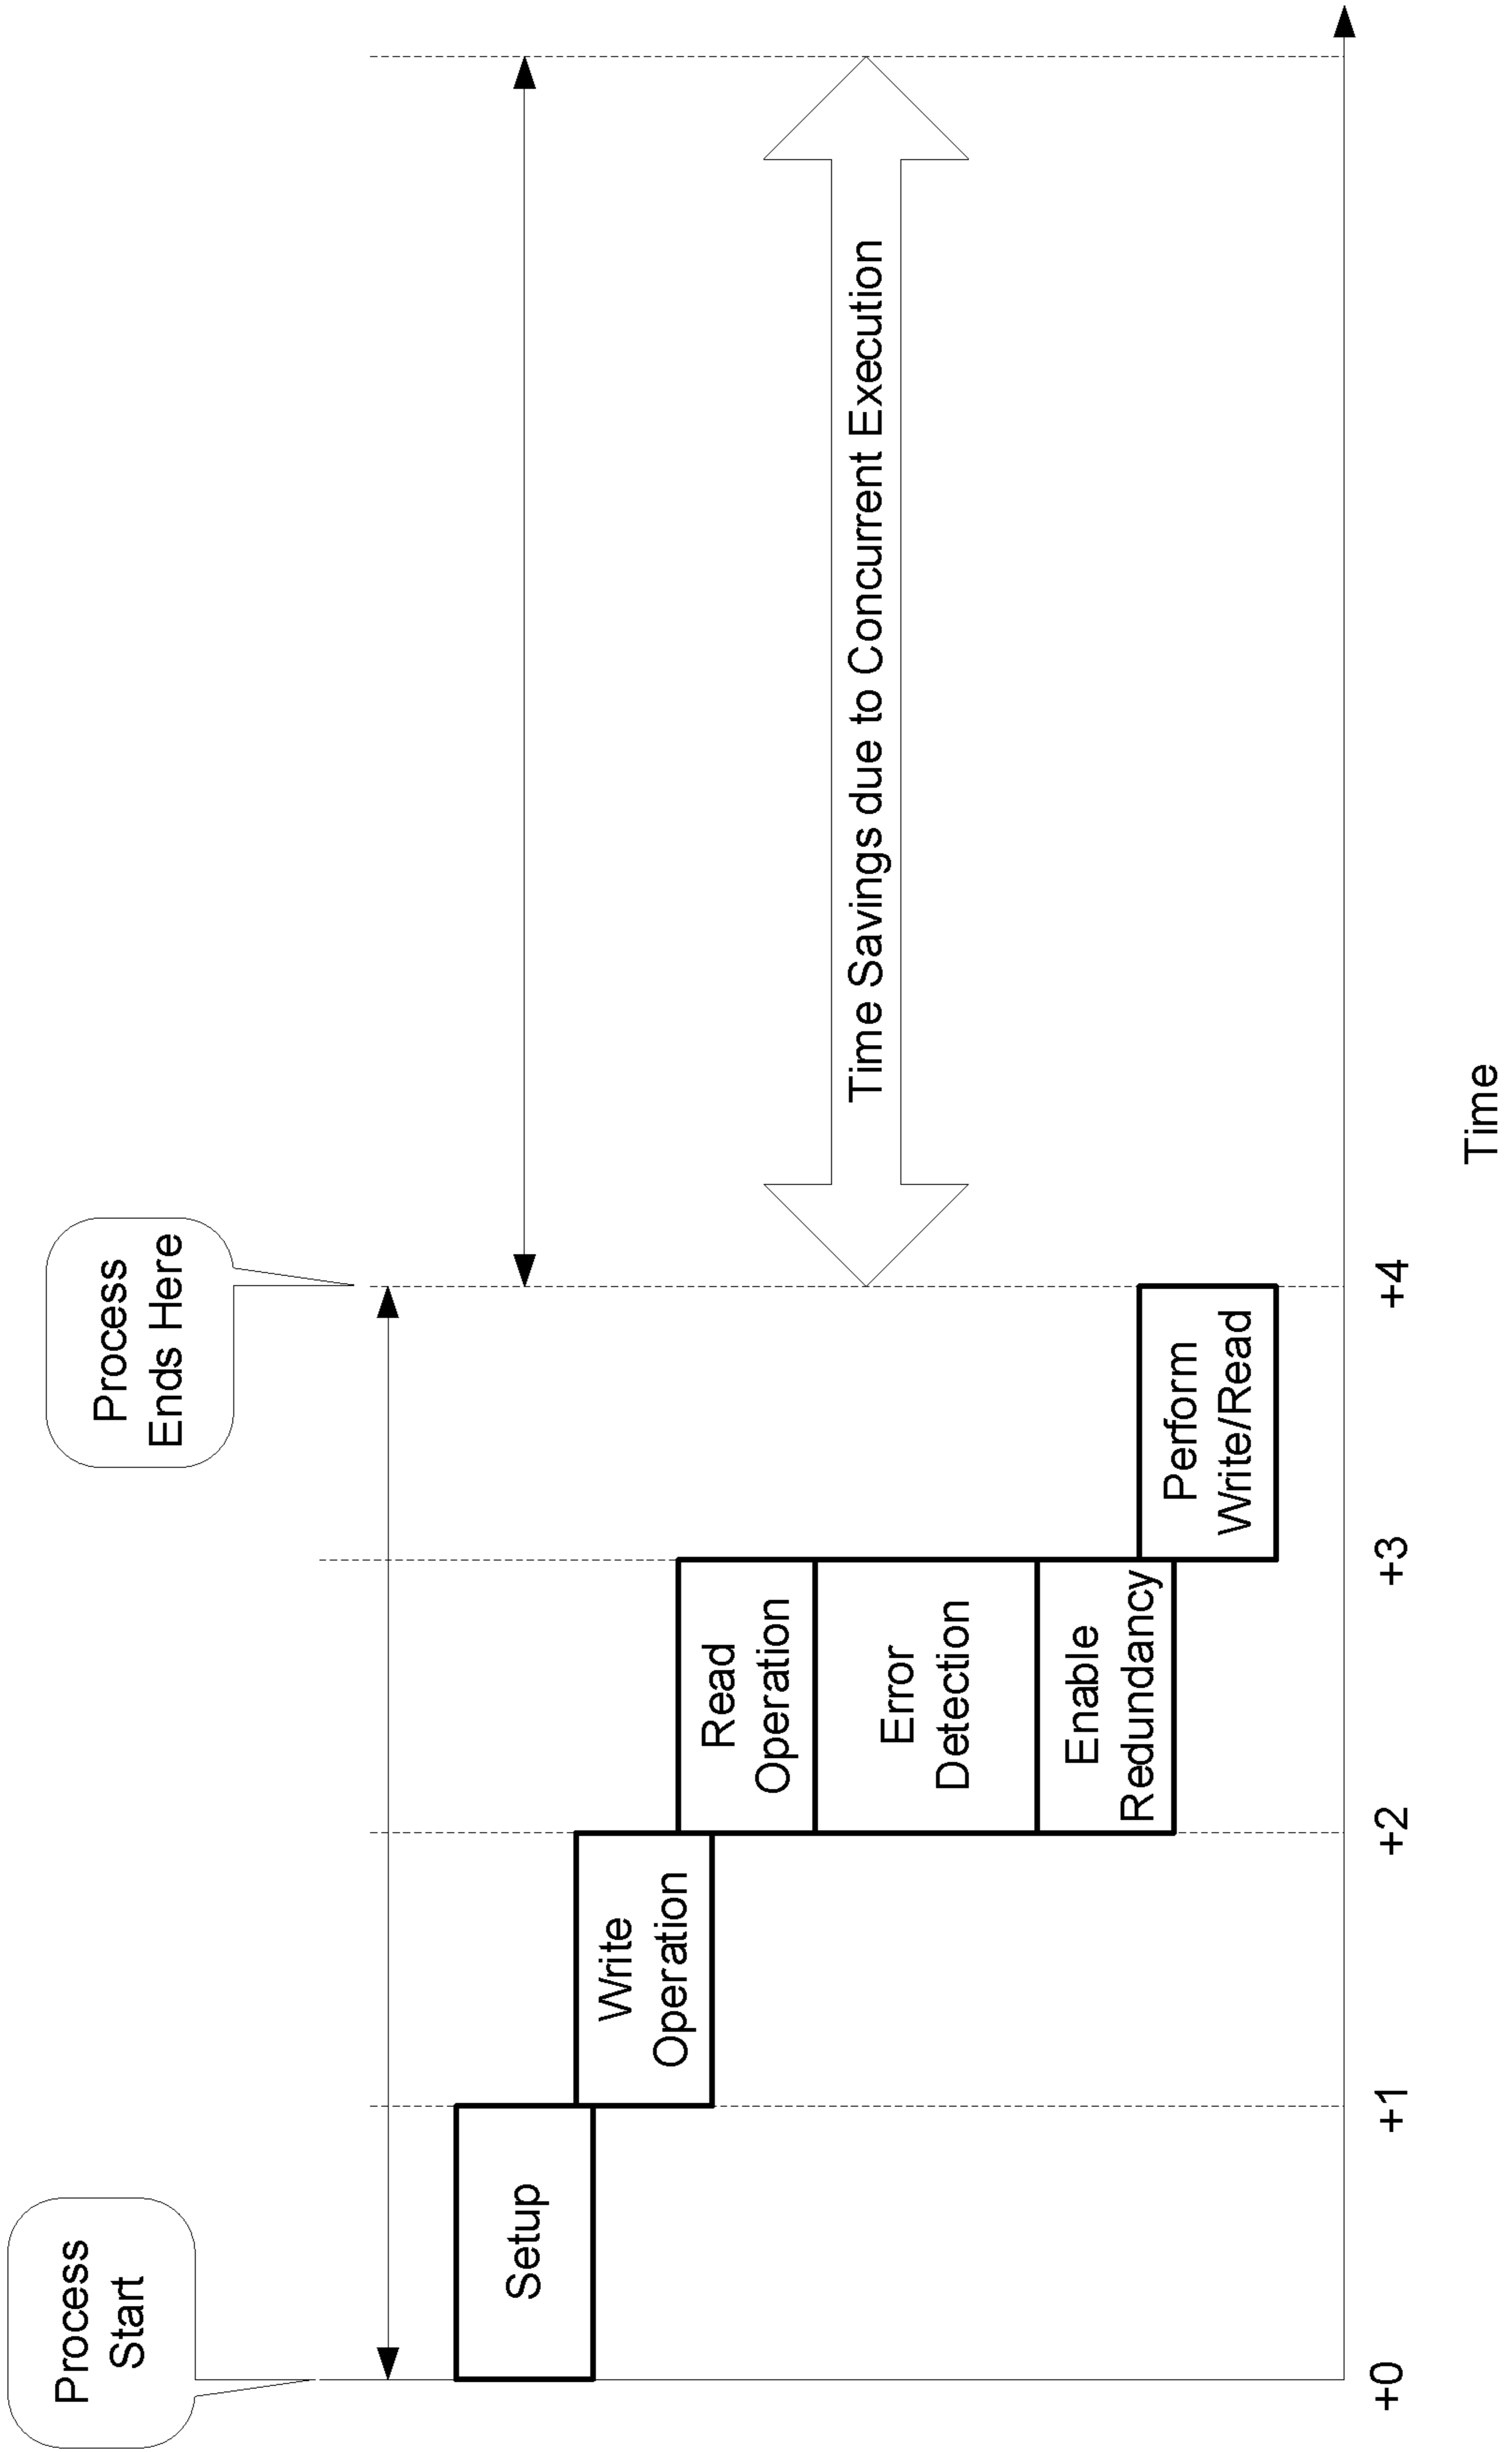 Process
Start
Process
Ends Here
Setup
Write
Operation
Read
Operation
Error
Detection
Enable
Redundancy
Perform
Write/Read
Time Savings due to Concurrent Execution
+0
+1
+2
+3
+4
Time